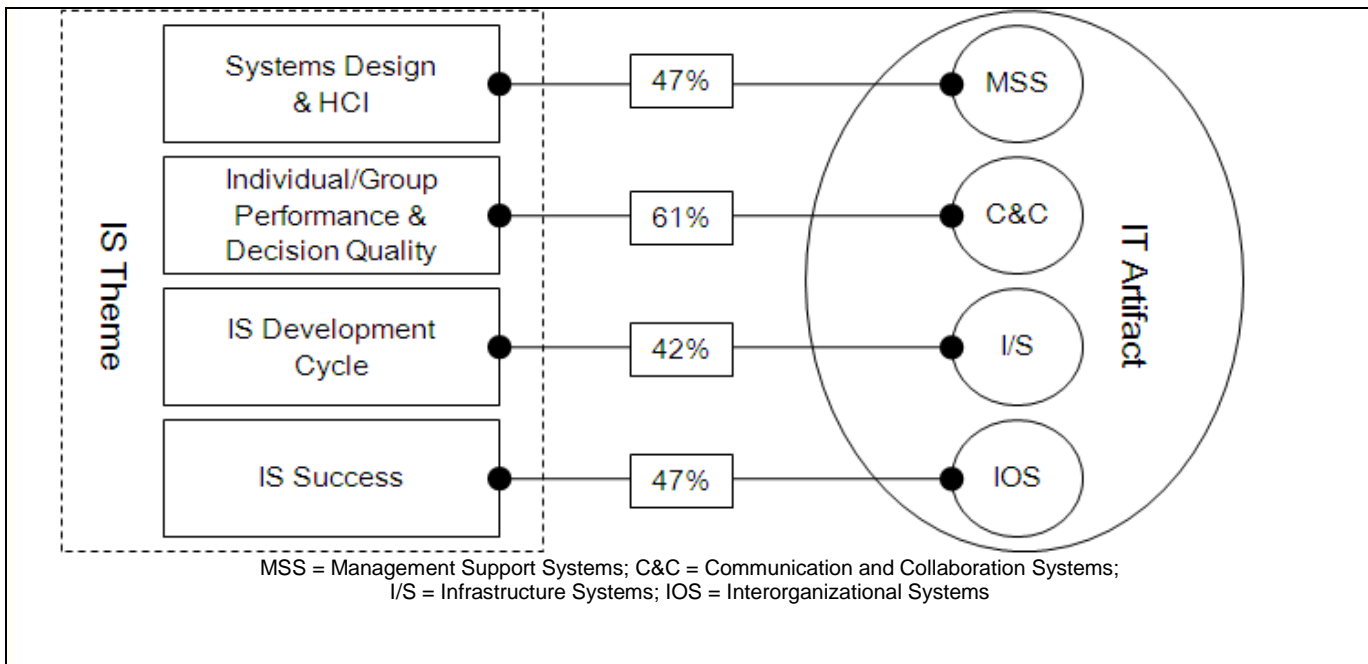 Systems Design
& HCI
47%
MSS
Individual/Group
Performance &
Decision Quality
61%
C&C
IS Theme
IT Artifact
IS Development
Cycle
42%
I/S
IS Success
47%
IOS
MSS = Management Support Systems; C&C = Communication and Collaboration Systems;
I/S = Infrastructure Systems; IOS = Interorganizational Systems